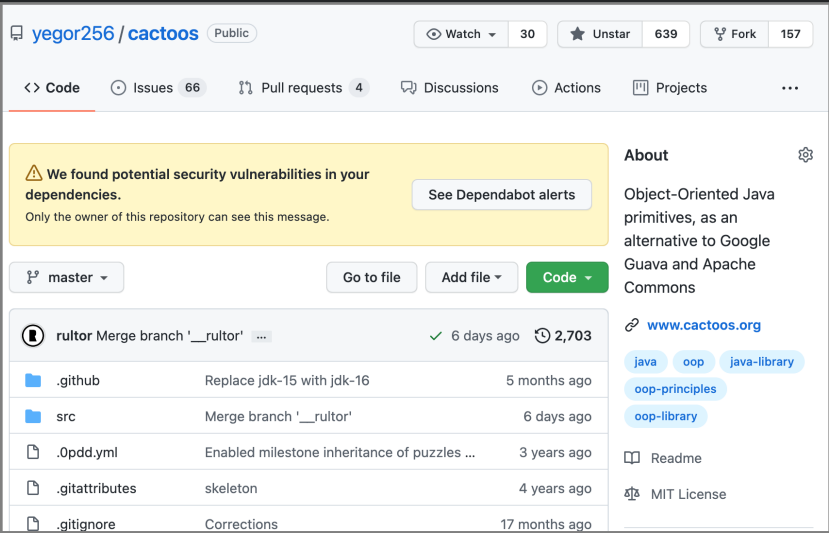 yegor256 / cactoos Public
Watch 30 Unstar 639 Fork 157
<> Code Issues 66 Pull requests 4 Discussions Actions Projects ...
We found potential security vulnerabilities in your
dependencies.
Only the owner of this repository can see this message.
See Dependabot alerts
master Go to file Add file Code
rultor Merge branch '__rultor' ... 6 days ago 2,703
.github Replace jdk-15 with jdk-16 5 months ago
src Merge branch '__rultor' 6 days ago
.0pdd.yml Enabled milestone inheritance of puzzles ... 3 years ago
.gitattributes skeleton 4 years ago
.gitignore Corrections 17 months ago
About
Object-Oriented Java
primitives, as an
alternative to Google
Guava and Apache
Commons
www.cactoos.org
java oop java-library
oop-principles
oop-library
Readme
MIT License